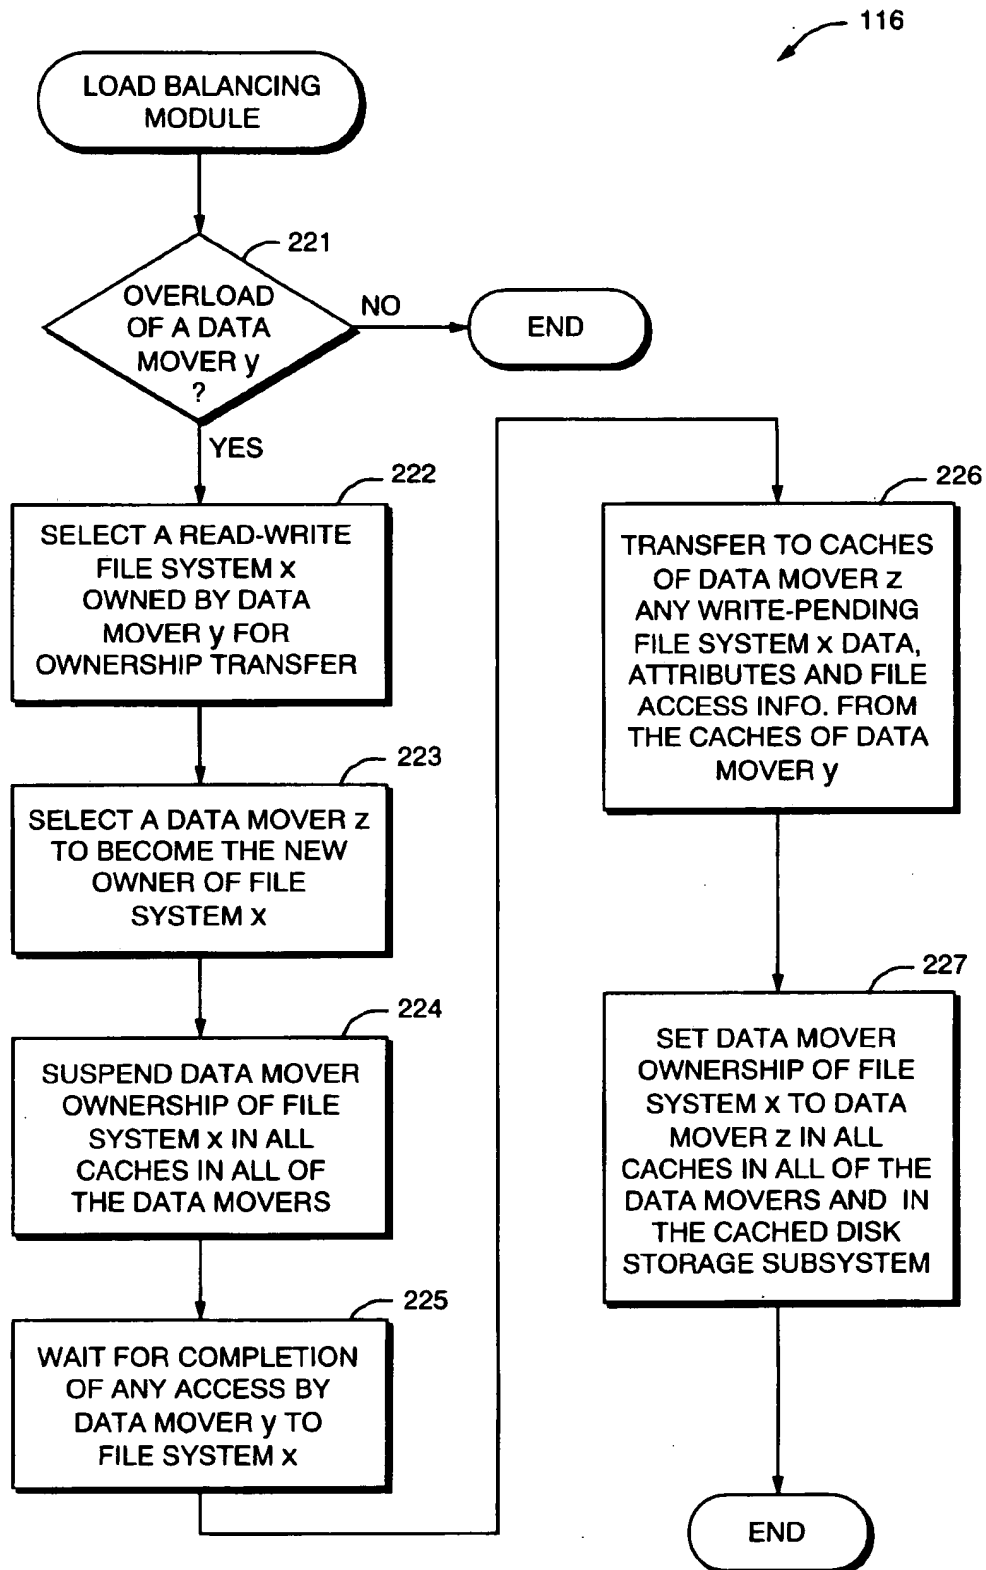 116
LOAD BALANCING
MODULE
221
OVERLOAD
OF A DATA
MOVER y
?
NO
END
YES
222
SELECT A READ-WRITE
FILE SYSTEM x
OWNED BY DATA
MOVER y FOR
OWNERSHIP TRANSFER
223
SELECT A DATA MOVER z
TO BECOME THE NEW
OWNER OF FILE
SYSTEM x
224
SUSPEND DATA MOVER
OWNERSHIP OF FILE
SYSTEM x IN ALL
CACHES IN ALL OF
THE DATA MOVERS
225
WAIT FOR COMPLETION
OF ANY ACCESS BY
DATA MOVER y TO
FILE SYSTEM x
226
TRANSFER TO CACHES
OF DATA MOVER z
ANY WRITE-PENDING
FILE SYSTEM x DATA,
ATTRIBUTES AND FILE
ACCESS INFO. FROM
THE CACHES OF DATA
MOVER y
227
SET DATA MOVER
OWNERSHIP OF FILE
SYSTEM x TO DATA
MOVER z IN ALL
CACHES IN ALL OF THE
DATA MOVERS AND IN
THE CACHED DISK
STORAGE SUBSYSTEM
END